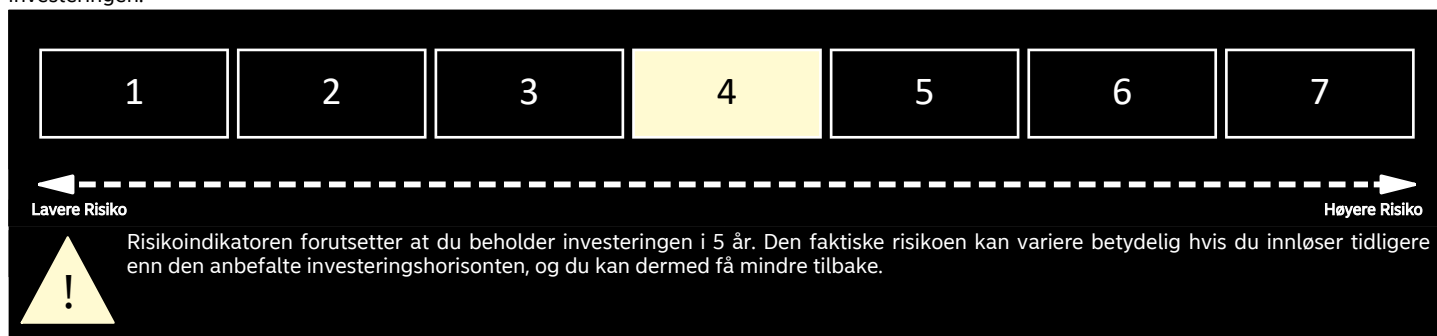 investeringen.
1 2 3 4 5 6 7
Lavere Risiko Høyere Risiko
Risikoindikatoren forutsetter at du beholder investeringen i 5 år. Den faktiske risikoen kan variere betydelig hvis du innløser tidligere
enn den anbefalte investeringshorisonten, og du kan dermed få mindre tilbake.
!